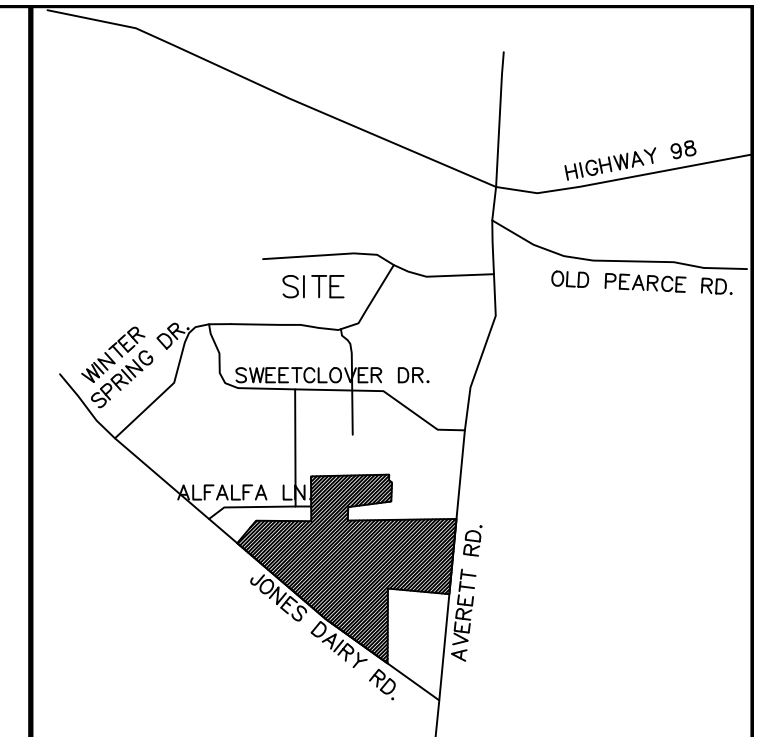 HIGHWAY 98
OLD PEARCE RD.
SITE
WINTER
SPRING DR.
SWEETCLOVER DR.
ALFALFA LN.
JONES DAIRY RD.
AVERETT RD.